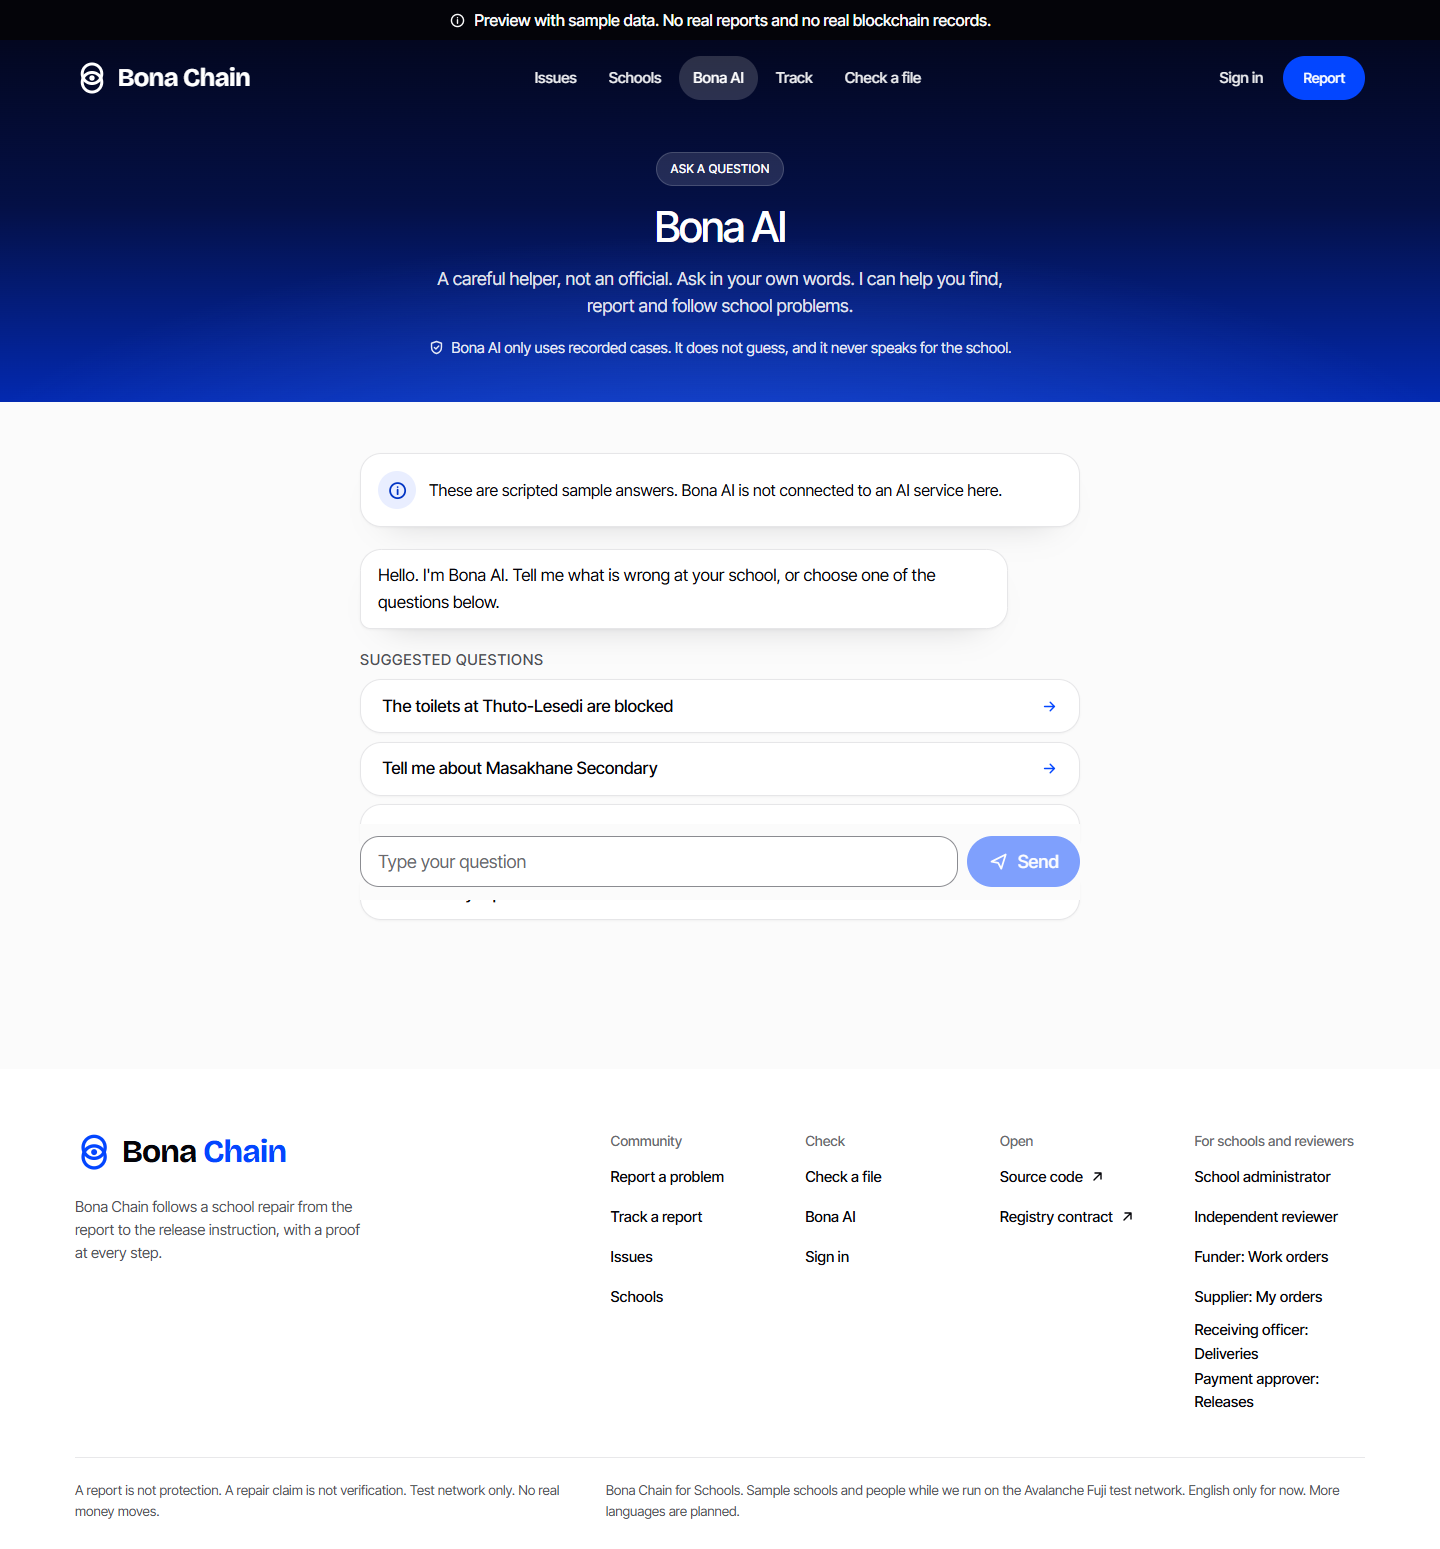 Preview with sample data. No real reports and no real blockchain records.
Bona Chain
Issues
Schools
Bona AI
Track
Check a file
Sign in
Report
ASK A QUESTION
Bona AI
A careful helper, not an official. Ask in your own words. I can help you find,
report and follow school problems.
Bona AI only uses recorded cases. It does not guess, and it never speaks for the school.
These are scripted sample answers. Bona AI is not connected to an AI service here.
Hello. I'm Bona AI. Tell me what is wrong at your school, or choose one of the
questions below.
SUGGESTED QUESTIONS
The toilets at Thuto-Lesedi are blocked
Tell me about Masakhane Secondary
Type your question
Send
Bona Chain
Bona Chain follows a school repair from the
report to the release instruction, with a proof
at every step.
Community
Report a problem
Track a report
Issues
Schools
Check
Check a file
Bona AI
Sign in
Open
Source code
Registry contract
For schools and reviewers
School administrator
Independent reviewer
Funder: Work orders
Supplier: My orders
Receiving officer:
Deliveries
Payment approver:
Releases
A report is not protection. A repair claim is not verification. Test network only. No real
money moves.
Bona Chain for Schools. Sample schools and people while we run on the Avalanche Fuji test network. English only for now. More
languages are planned.